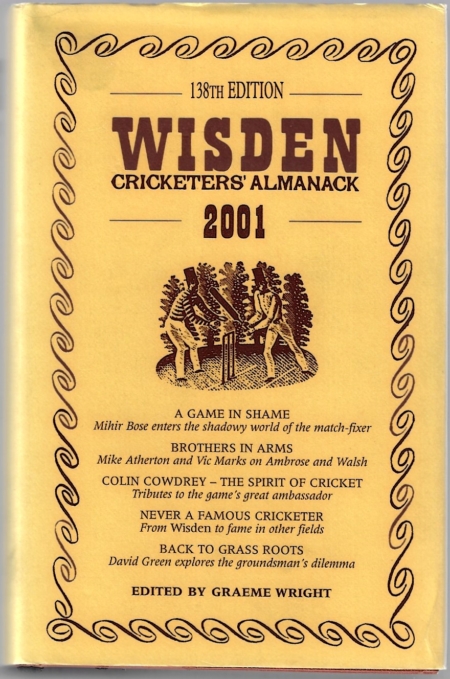 138TH EDITION
WISDEN
CRICKETERS' ALMANACK
2001
A GAME IN SHAME
Mihir Bose enters the shadowy world of the match-fixer
BROTHERS IN ARMS
Mike Atherton and Vic Marks on Ambrose and Walsh
COLIN COWDREY – THE SPIRIT OF CRICKET
Tributes to the game's great ambassador
NEVER A FAMOUS CRICKETER
From Wisden to fame in other fields
BACK TO GRASS ROOTS
David Green explores the groundsman's dilemma
EDITED BY GRAEME WRIGHT